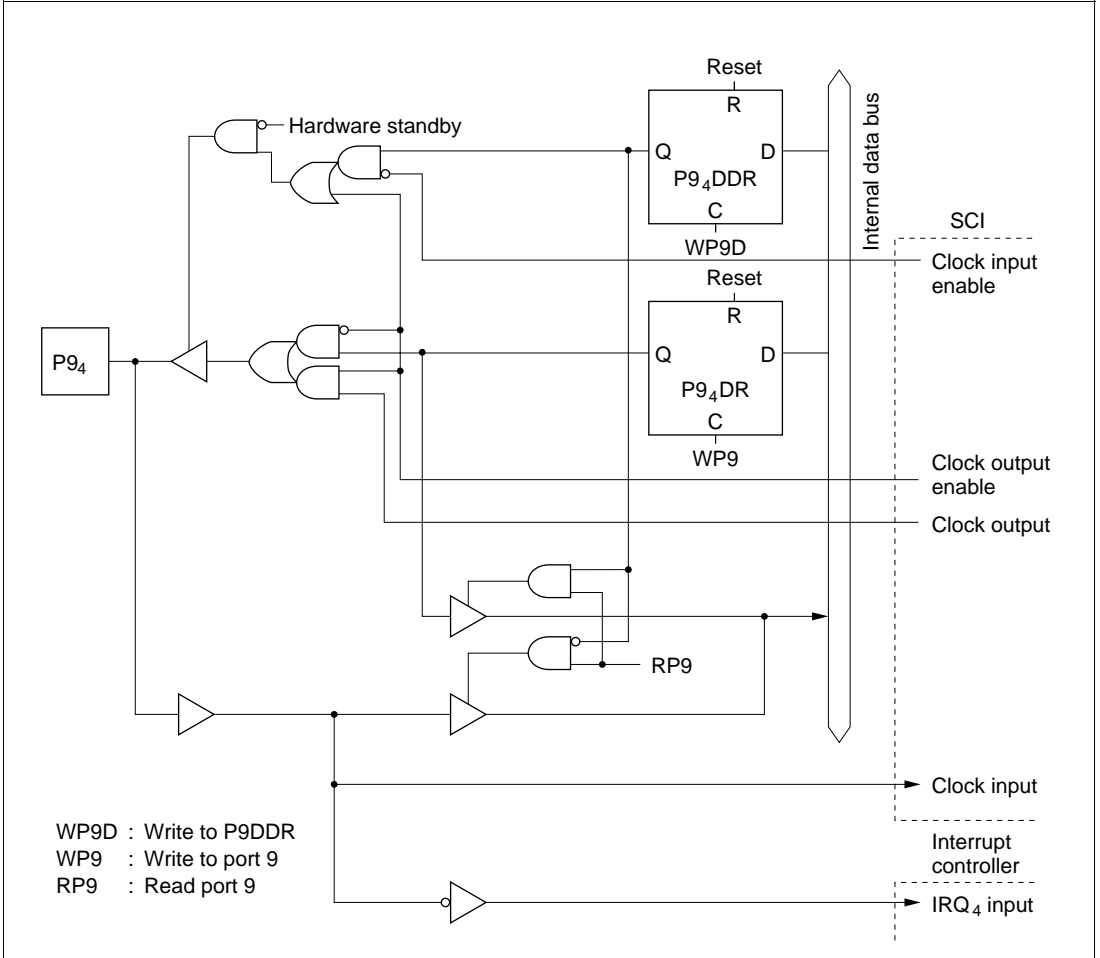 Reset
R
Hardware standby
Q
D
P9₄DDR
C
WP9D
Internal data bus
SCI
Clock input
enable
Reset
R
P9₄
Q
D
P9₄DR
C
WP9
Clock output
enable
Clock output
RP9
Clock input
WP9D : Write to P9DDR
WP9 : Write to port 9
RP9 : Read port 9
Interrupt
controller
IRQ₄ input